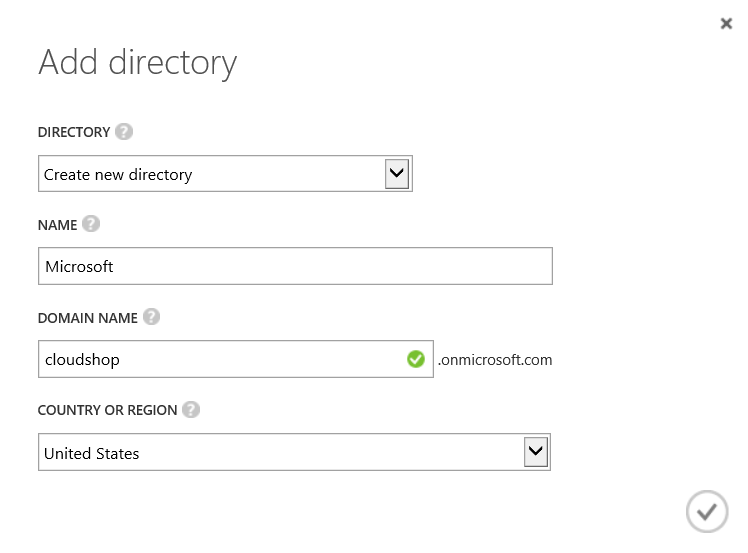 Add directory
DIRECTORY ?
Create new directory
NAME ?
Microsoft
DOMAIN NAME ?
cloudshop .onmicrosoft.com
COUNTRY OR REGION ?
United States